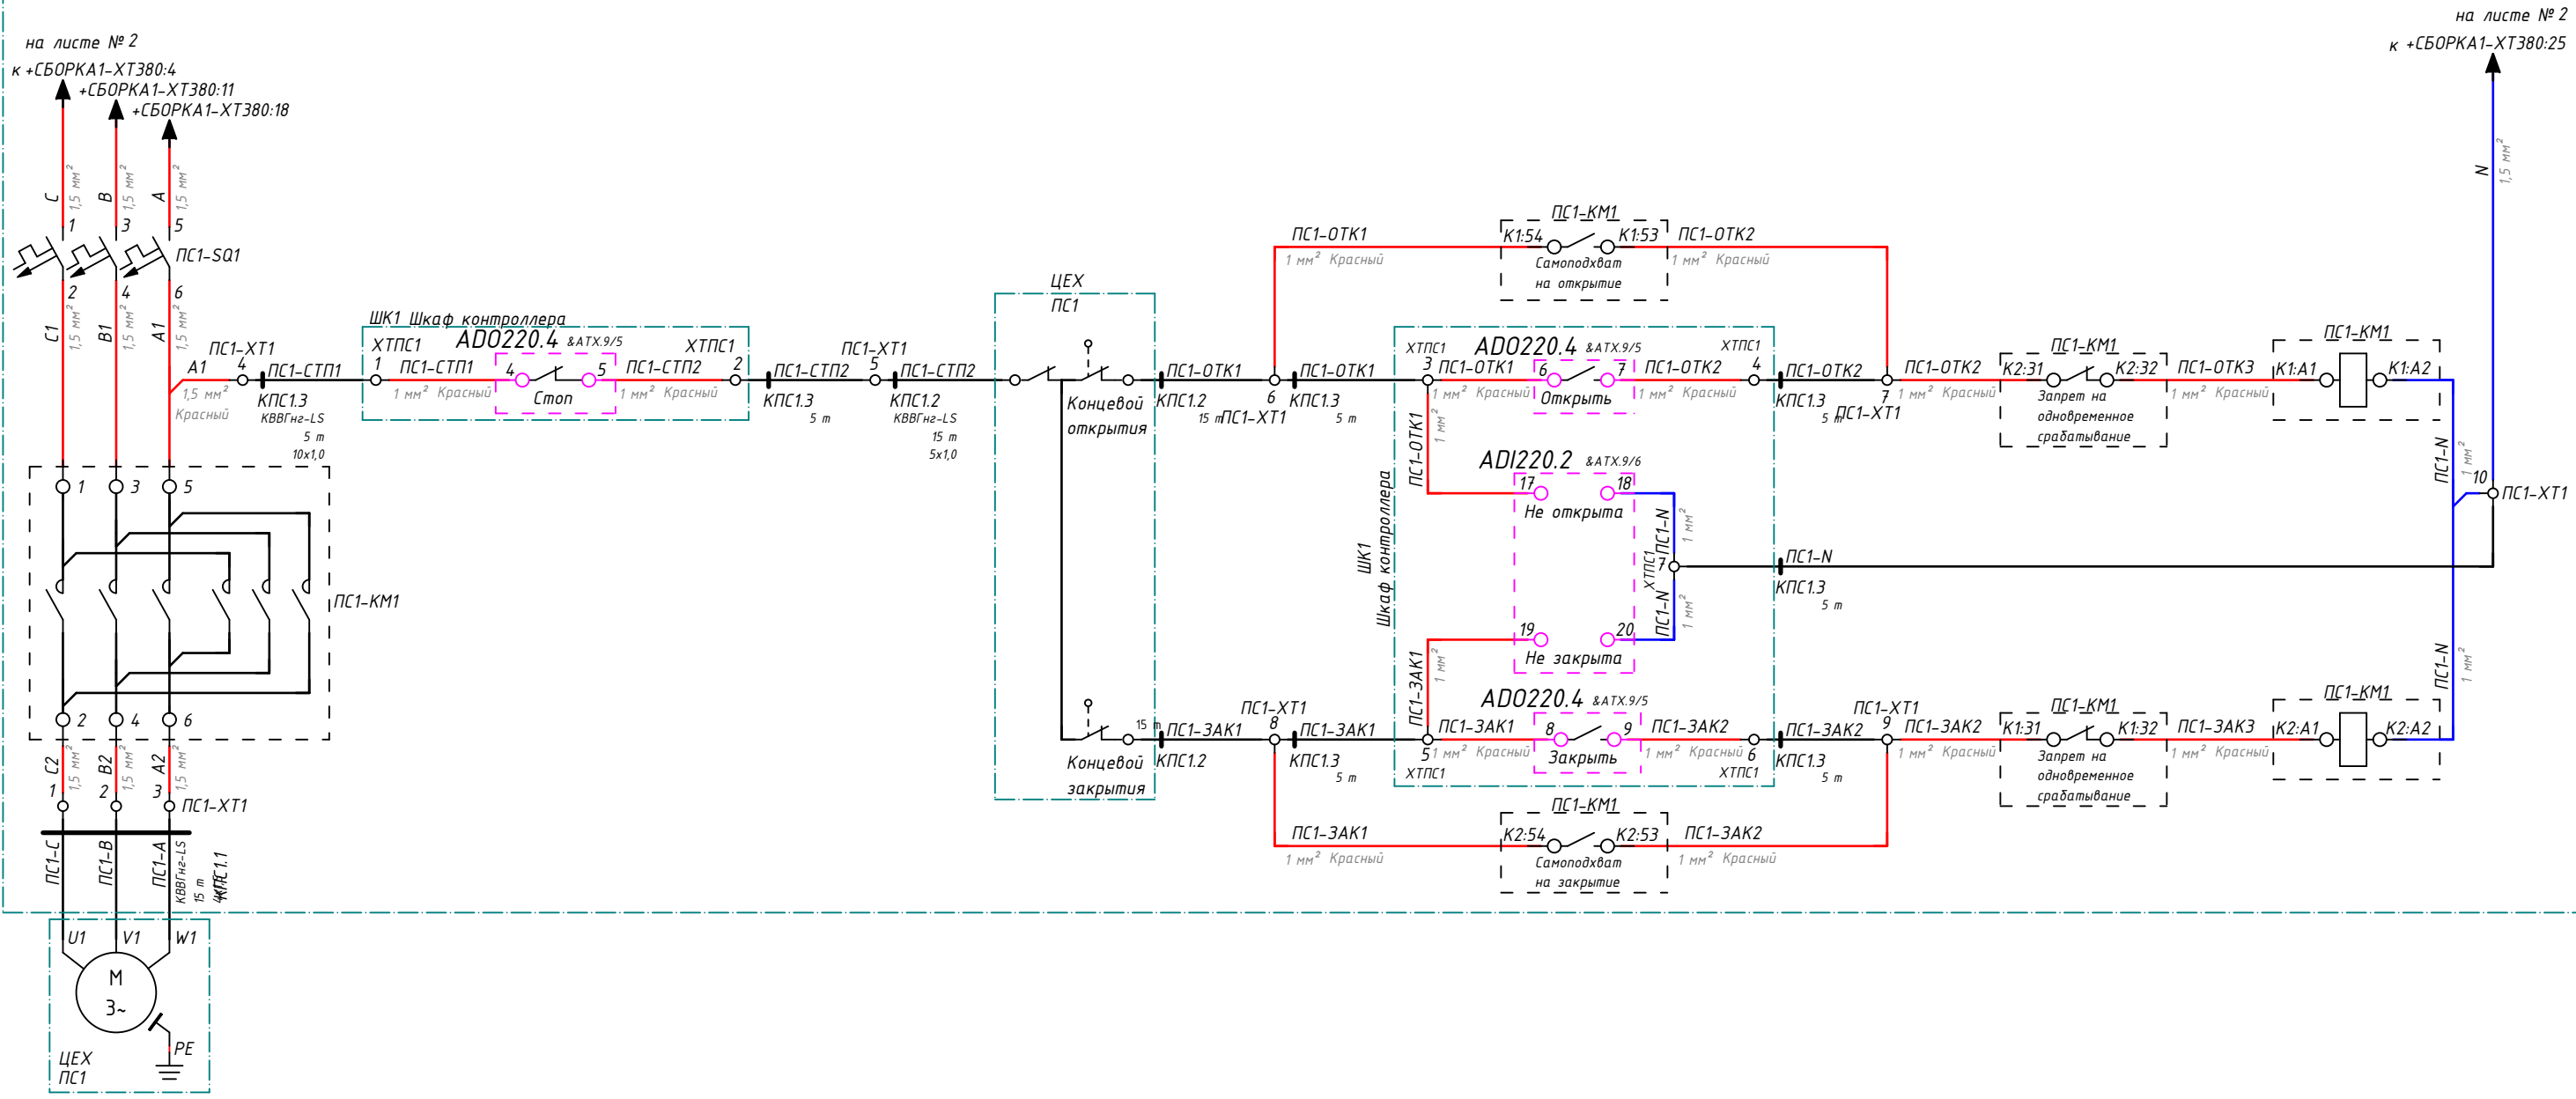 на листе № 2
к +СБОРКА1-ХТ380:4
+СБОРКА1-ХТ380:11
+СБОРКА1-ХТ380:18
на листе № 2
к +СБОРКА1-ХТ380:25
C
1,5 мм²
B
1,5 мм²
A
1,5 мм²
N
1,5 мм²
1
3
5
ПС1-SQ1
2
4
6
C1
1,5 мм²
B1
1,5 мм²
A1
1,5 мм²
A1
1,5 мм²
Красный
ПС1-ХТ1
4
ПС1-СТП1
КПС1.3
КВВГнг-LS
5 m
10x1,0
ШК1 Шкаф контроллера
ADO220.4 &АТХ.9/5
ХТПС1
1
ПС1-СТП1
1 мм² Красный
4
5
Стоп
ПС1-СТП2
1 мм² Красный
ХТПС1
2
ПС1-СТП2
КПС1.3
5 m
ПС1-ХТ1
5
ПС1-СТП2
КПС1.2
КВВГнг-LS
15 m
5x1,0
ЦЕХ
ПС1
Концевой
открытия
Концевой
закрытия
ПС1-ОТК1
КПС1.2
15 m
6
ПС1-ХТ1
ПС1-ОТК1
КПС1.3
5 m
ПС1-ОТК1
1 мм² Красный
ПС1-КМ1
К1:54
К1:53
Самоподхват
на открытие
ПС1-ОТК2
1 мм² Красный
ХТПС1
3
ПС1-ОТК1
1 мм² Красный
ADO220.4 &АТХ.9/5
6
7
Открыть
ПС1-ОТК2
1 мм² Красный
ХТПС1
4
ПС1-ОТК2
КПС1.3
5 m
7
ПС1-ХТ1
ПС1-ОТК2
1 мм² Красный
ПС1-КМ1
К2:31
К2:32
Запрет на
одновременное
срабатывание
ПС1-ОТК3
1 мм² Красный
ПС1-КМ1
К1:А1
К1:А2
ПС1-ОТК1
1 мм²
ADI220.2 &АТХ.9/6
17
18
Не открыта
19
20
Не закрыта
ШК1
Шкаф контроллера
ПС1-N
1 мм²
ХТПС1
7
ПС1-N
1 мм²
ПС1-N
КПС1.3
5 m
ПС1-N
1 мм²
10
ПС1-ХТ1
ПС1-N
1 мм²
ПС1-ЗАК1
1 мм²
15 m
ПС1-ЗАК1
КПС1.2
ПС1-ХТ1
8
ПС1-ЗАК1
КПС1.3
5 m
5
ХТПС1
ПС1-ЗАК1
1 мм² Красный
ADO220.4 &АТХ.9/5
8
9
Закрыть
ПС1-ЗАК2
1 мм² Красный
6
ХТПС1
ПС1-ЗАК2
КПС1.3
5 m
ПС1-ХТ1
9
ПС1-ЗАК2
1 мм² Красный
ПС1-КМ1
К1:31
К1:32
Запрет на
одновременное
срабатывание
ПС1-ЗАК3
1 мм² Красный
ПС1-КМ1
К2:А1
К2:А2
ПС1-ЗАК1
1 мм² Красный
ПС1-КМ1
К2:54
К2:53
Самоподхват
на закрытие
ПС1-ЗАК2
1 мм² Красный
1
3
5
ПС1-КМ1
2
4
6
C2
1,5 мм²
B2
1,5 мм²
A2
1,5 мм²
1
2
3
ПС1-ХТ1
ПС1-C
ПС1-B
ПС1-A
КВВГнг-LS
15 m
КПС1.1
U1
V1
W1
M
3~
PE
ЦЕХ
ПС1